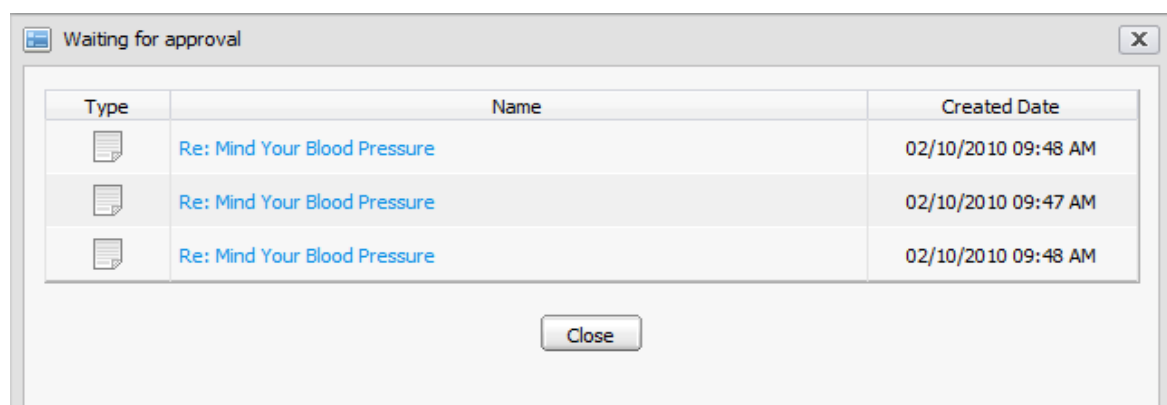 Waiting for approval
Type Name Created Date
Re: Mind Your Blood Pressure 02/10/2010 09:48 AM
Re: Mind Your Blood Pressure 02/10/2010 09:47 AM
Re: Mind Your Blood Pressure 02/10/2010 09:48 AM
Close